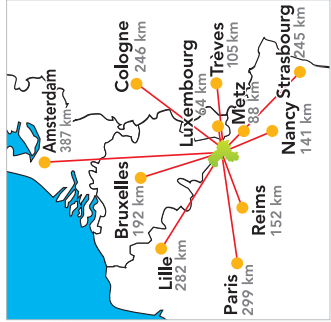 Amsterdam
387 km
Cologne
246 km
Bruxelles
192 km
Luxembourg
64 km
Trèves
105 km
Lille
282 km
Metz
88 km
Strasbourg
245 km
Nancy
141 km
Reims
152 km
Paris
299 km